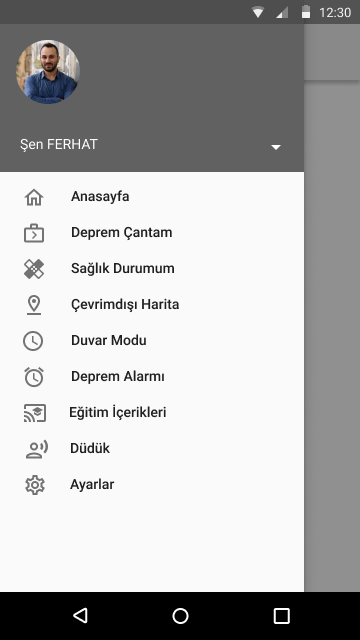 12:30
Şen FERHAT
Anasayfa
Deprem Çantam
Sağlık Durumum
Çevrimdışı Harita
Duvar Modu
Deprem Alarmı
Eğitim İçerikleri
Düdük
Ayarlar